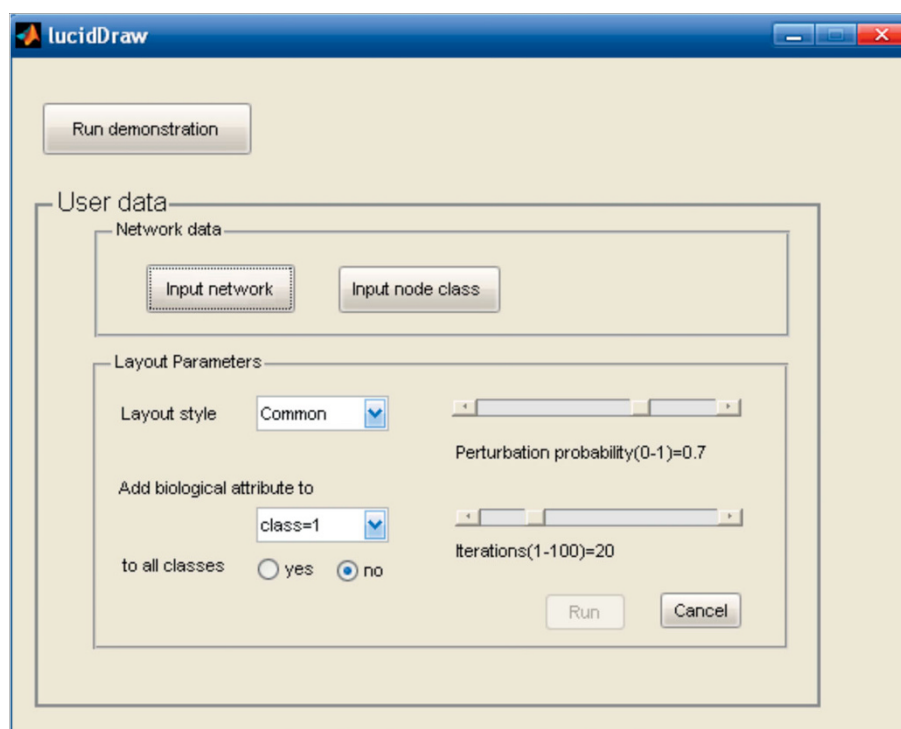 lucidDraw
Run demonstration
User data
Network data
Input network
Input node class
Layout Parameters
Layout style
Common
Perturbation probability(0-1)=0.7
Add biological attribute to
class=1
Iterations(1-100)=20
to all classes
yes
no
Run
Cancel